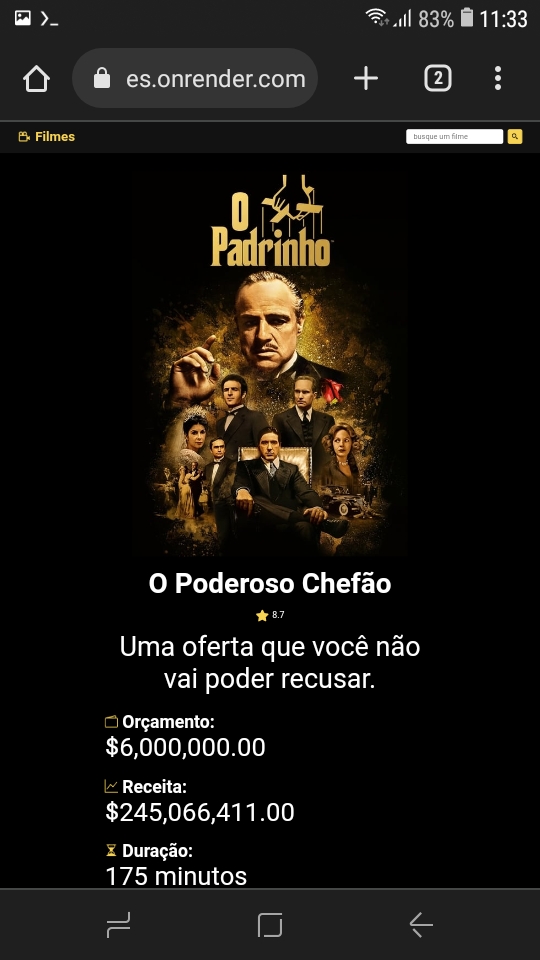 83% 11:33
es.onrender.com
2
Filmes
busque um filme
O
Padrinho
O Poderoso Chefão
8.7
Uma oferta que você não
vai poder recusar.
Orçamento:
$6,000,000.00
Receita:
$245,066,411.00
Duração:
175 minutos